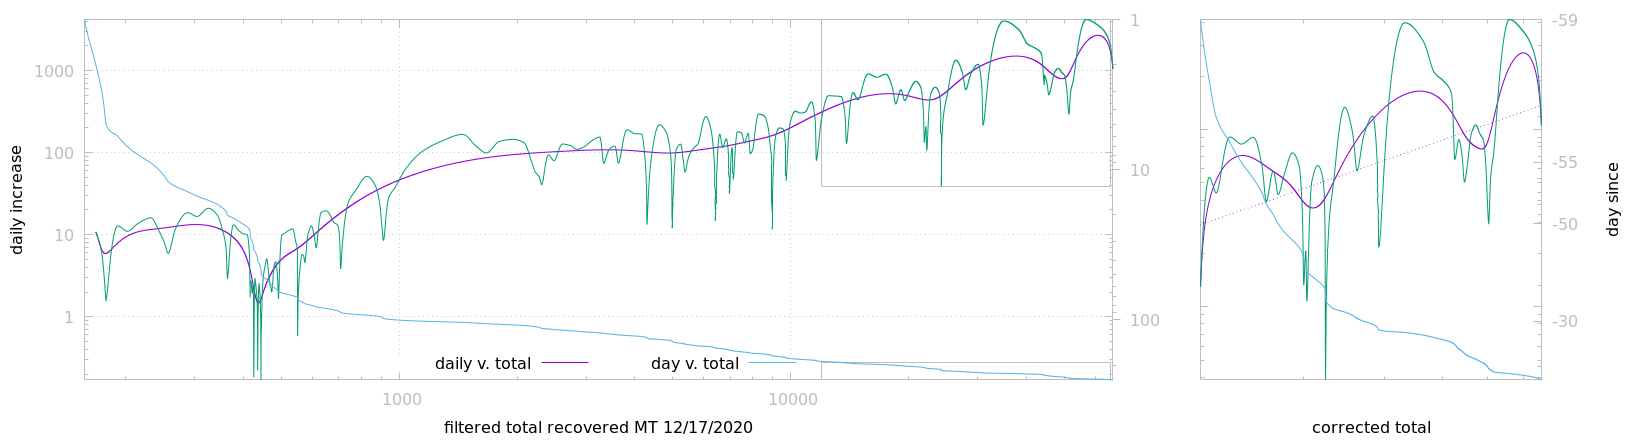 1000
100
10
1
daily increase
1
10
100
daily v. total
day v. total
1000
10000
filtered total recovered MT 12/17/2020
-59
-55
-50
-30
day since
corrected total